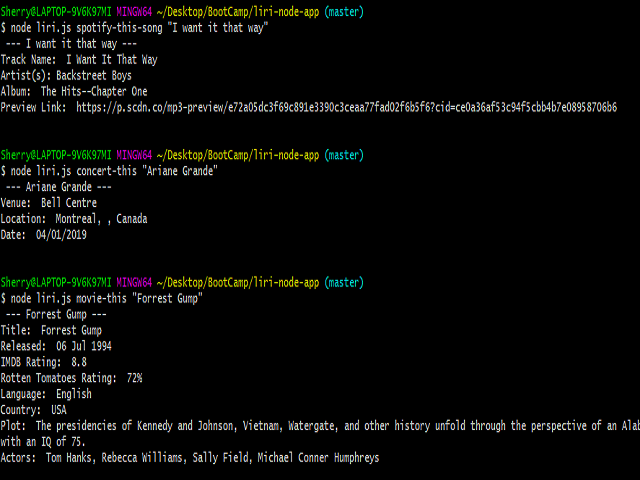 Sherry@LAPTOP-9V6K97MI MINGW64 ~/Desktop/BootCamp/liri-node-app (master)
$ node liri.js spotify-this-song "I want it that way"
--- I want it that way ---
Track Name:  I Want It That Way
Artist(s): Backstreet Boys
Album:  The Hits--Chapter One
Preview Link:  https://p.scdn.co/mp3-preview/e72a05dc3f69c891e3390c3ceaa77fad02f6b5f6?cid=ce0a36af53c94f5cbb4b7e08958706b6
Sherry@LAPTOP-9V6K97MI MINGW64 ~/Desktop/BootCamp/liri-node-app (master)
$ node liri.js concert-this "Ariane Grande"
--- Ariane Grande ---
Venue:  Bell Centre
Location:  Montreal, , Canada
Date:  04/01/2019
Sherry@LAPTOP-9V6K97MI MINGW64 ~/Desktop/BootCamp/liri-node-app (master)
$ node liri.js movie-this "Forrest Gump"
--- Forrest Gump ---
Title:  Forrest Gump
Released:  06 Jul 1994
IMDB Rating:  8.8
Rotten Tomatoes Rating:  72%
Language:  English
Country:  USA
Plot:  The presidencies of Kennedy and Johnson, Vietnam, Watergate, and other history unfold through the perspective of an Alab
with an IQ of 75.
Actors:  Tom Hanks, Rebecca Williams, Sally Field, Michael Conner Humphreys